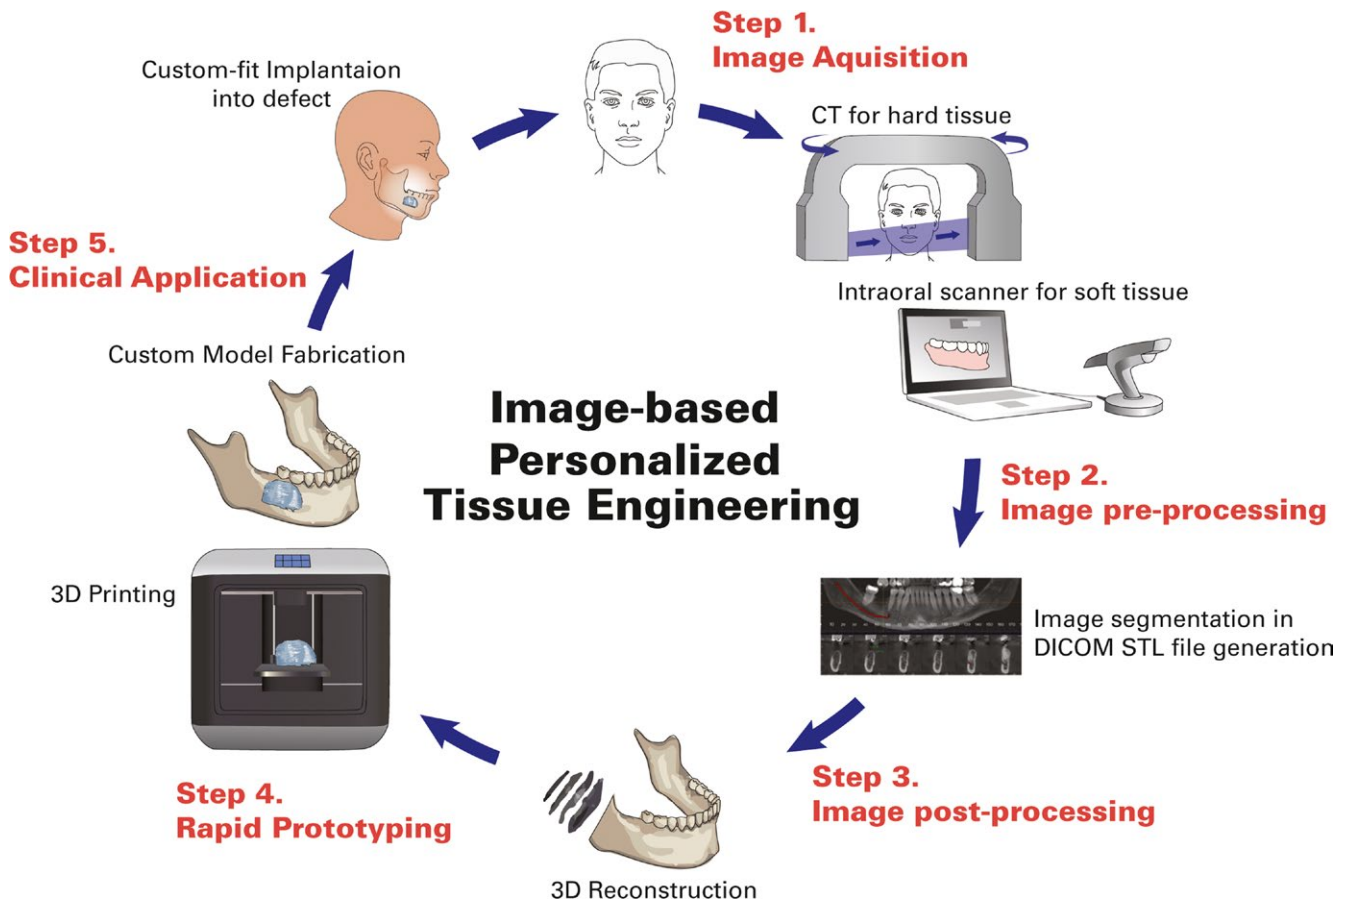 Step 1.
Image Aquisition
CT for hard tissue
Intraoral scanner for soft tissue
Step 2.
Image pre-processing
Image segmentation in
DICOM STL file generation
Step 3.
Image post-processing
3D Reconstruction
Step 4.
Rapid Prototyping
3D Printing
Custom Model Fabrication
Step 5.
Clinical Application
Custom-fit Implantaion
into defect
Image-based
Personalized
Tissue Engineering